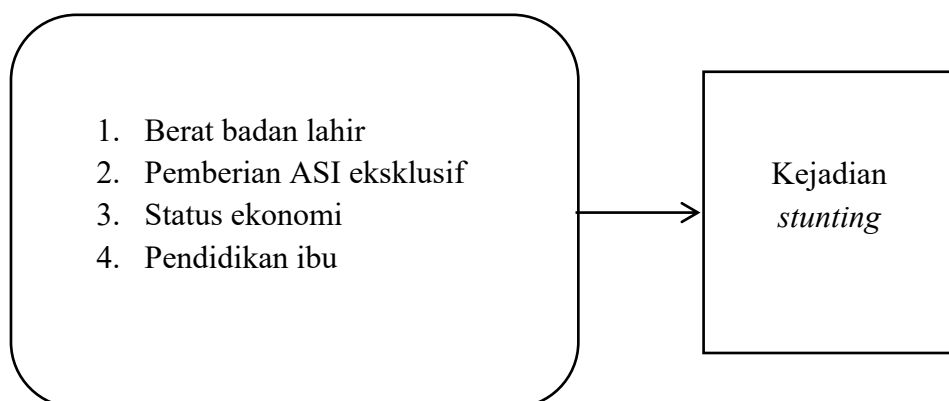 1. Berat badan lahir
2. Pemberian ASI eksklusif
3. Status ekonomi
4. Pendidikan ibu
Kejadian
stunting